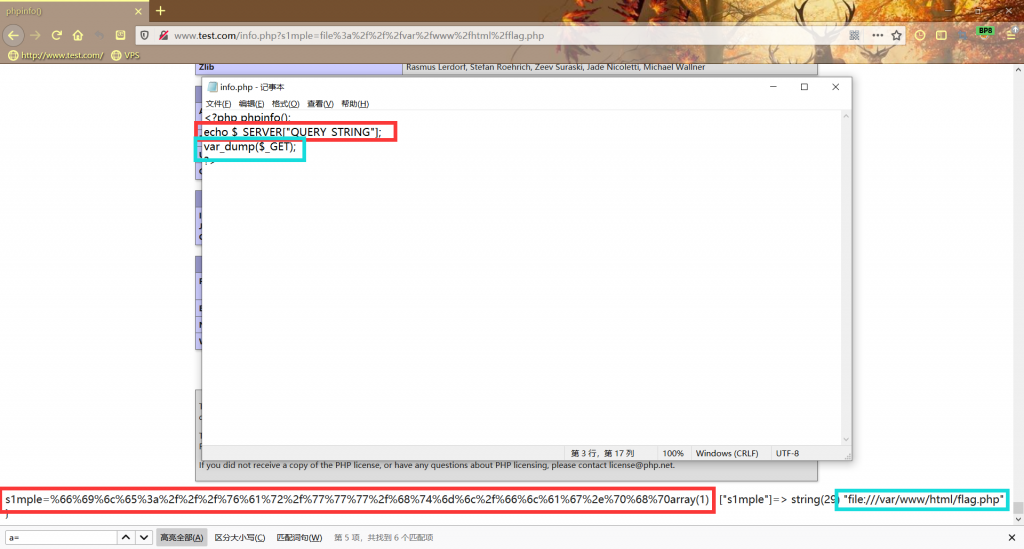 phpinfo()
www.test.com/info.php?s1mple=file%3a%2f%2f%2fvar%2fwww%2fhtml%2fflag.php
BP8
http://www.test.com/ VPS
Zlib Rasmus Lerdorf, Stefan Roehrich, Zeev Suraski, Jade Nicoletti, Michael Wallner
info.php - 记事本
文件(F) 编辑(E) 格式(O) 查看(V) 帮助(H)
<?php phpinfo();
echo $_SERVER["QUERY_STRING"];
var_dump($_GET);
?>
第 3 行，第 17 列 100% Windows (CRLF) UTF-8
If you did not receive a copy of the PHP license, or have any questions about PHP licensing, please contact license@php.net.
s1mple=%66%69%6c%65%3a%2f%2f%2f%76%61%72%2f%77%77%77%2f%68%74%6d%6c%2f%66%6c%61%67%2e%70%68%70array(1) ["s1mple"]=> string(29) "file:///var/www/html/flag.php"
}
a= 高亮全部(A) 区分大小写(C) 匹配词句(W) 第 5 项，共找到 6 个匹配项